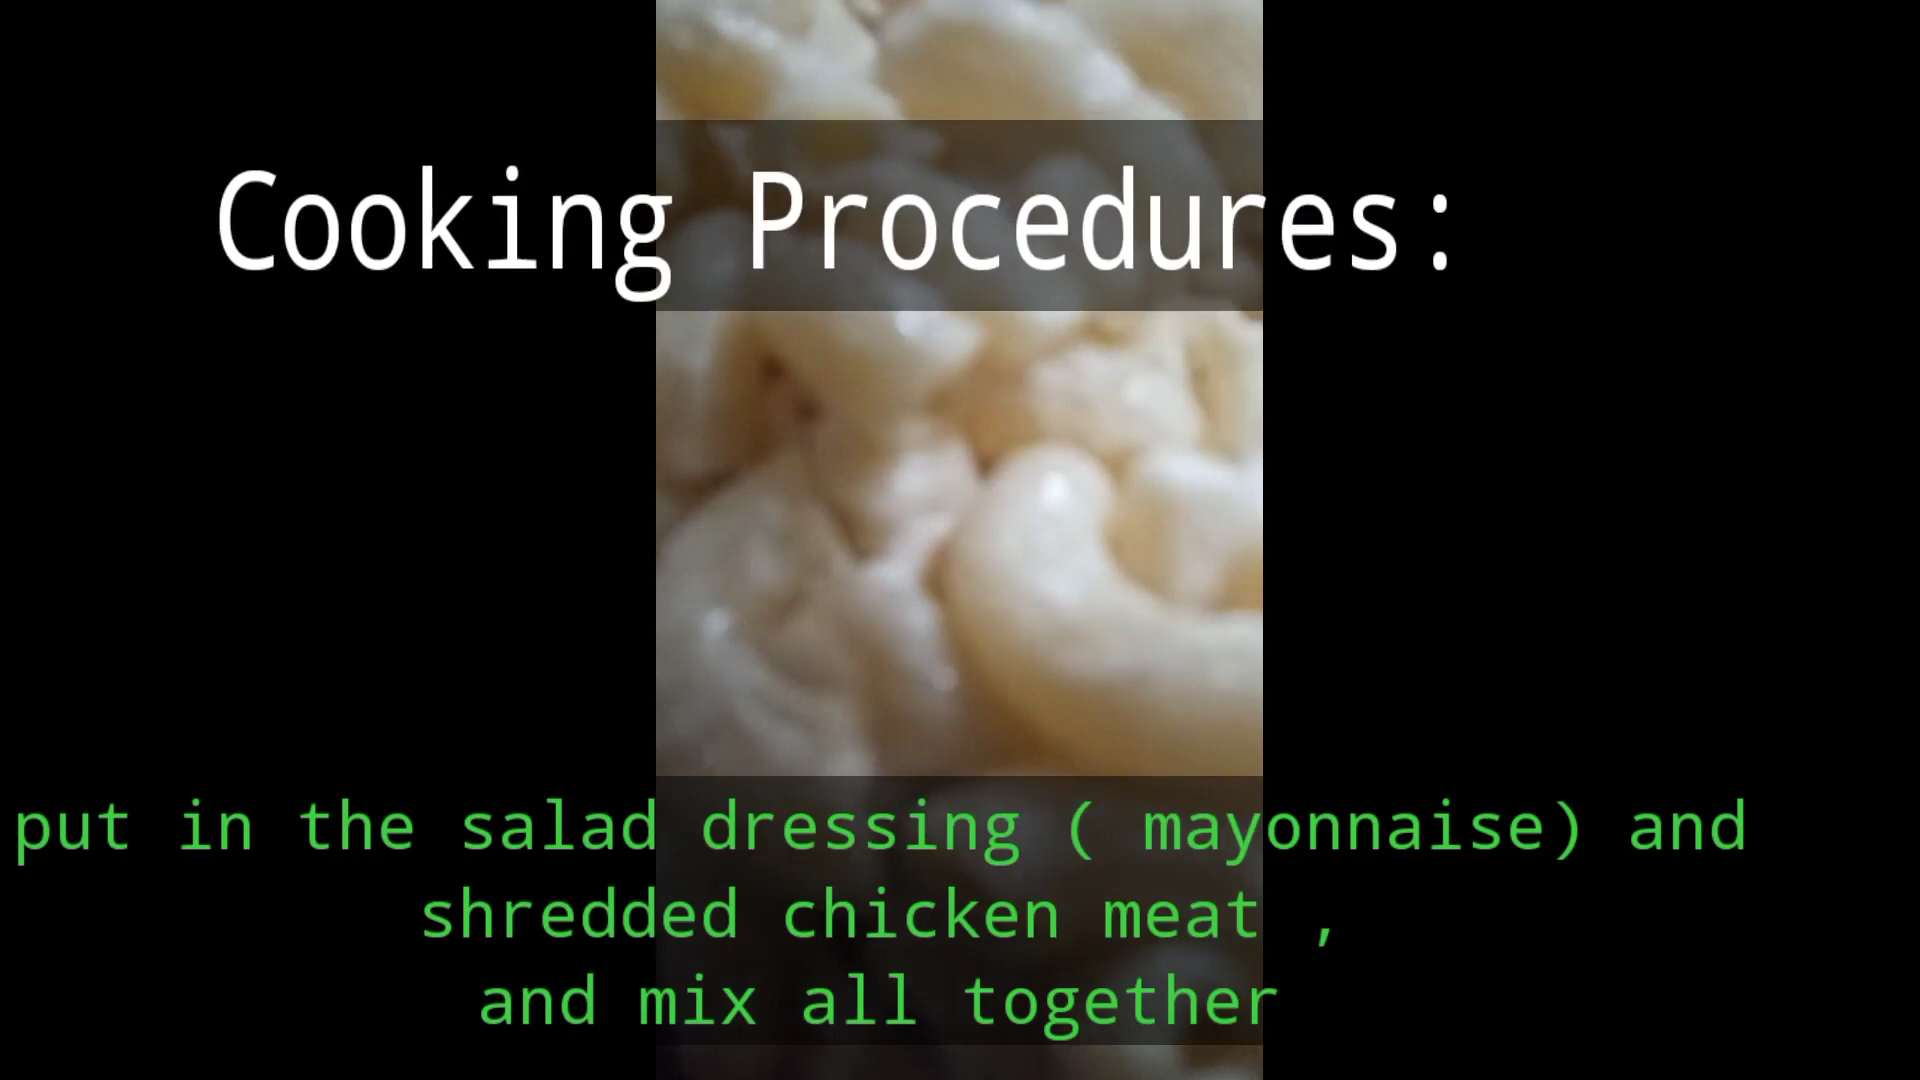 Cooking Procedures:
put in the salad dressing ( mayonnaise) and
shredded chicken meat ,
and mix all together